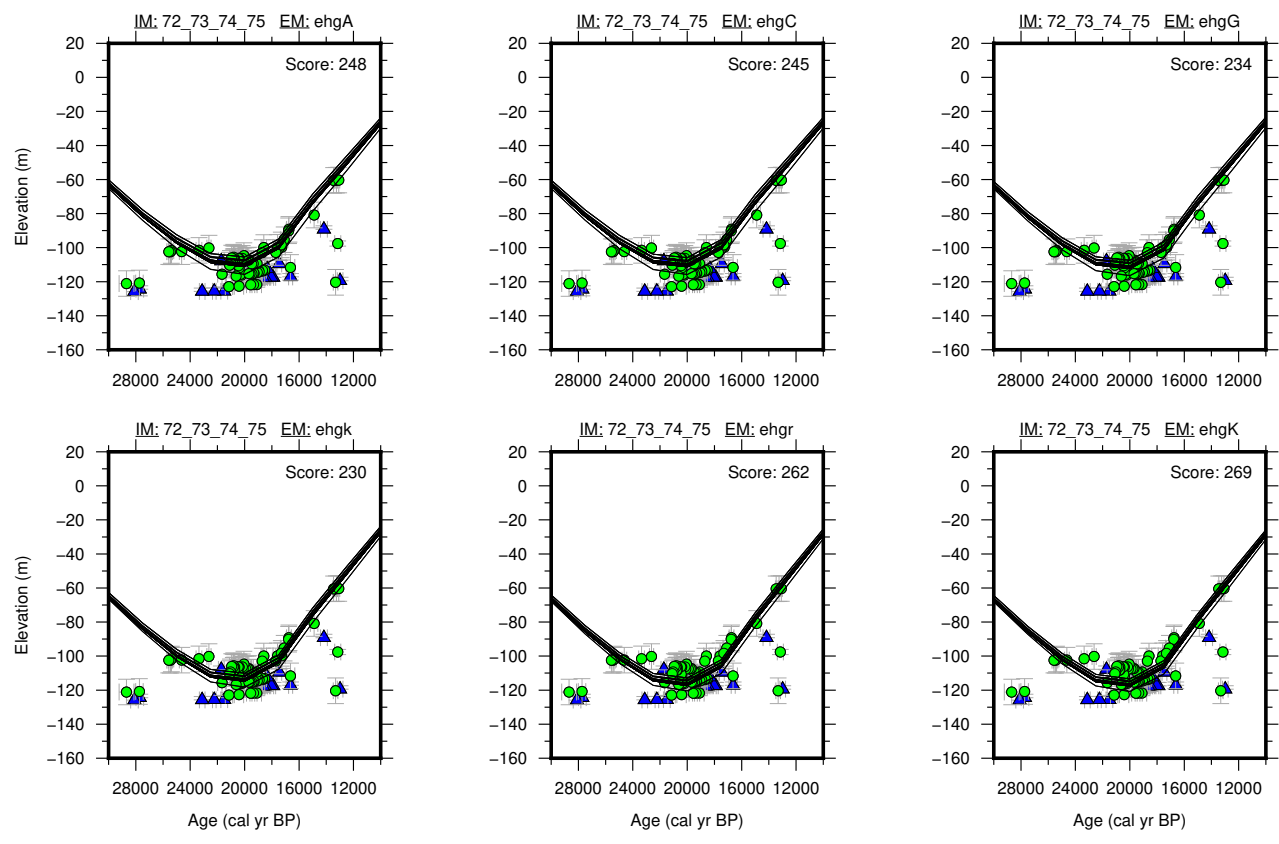 IM: 72_73_74_75 EM: ehgA
IM: 72_73_74_75 EM: ehgC
IM: 72_73_74_75 EM: ehgG
Score: 248
Score: 245
Score: 234
Elevation (m)
20
0
−20
−40
−60
−80
−100
−120
−140
−160
20
0
−20
−40
−60
−80
−100
−120
−140
−160
20
0
−20
−40
−60
−80
−100
−120
−140
−160
28000 24000 20000 16000 12000
28000 24000 20000 16000 12000
28000 24000 20000 16000 12000
IM: 72_73_74_75 EM: ehgk
IM: 72_73_74_75 EM: ehgr
IM: 72_73_74_75 EM: ehgK
Score: 230
Score: 262
Score: 269
Elevation (m)
20
0
−20
−40
−60
−80
−100
−120
−140
−160
20
0
−20
−40
−60
−80
−100
−120
−140
−160
20
0
−20
−40
−60
−80
−100
−120
−140
−160
28000 24000 20000 16000 12000
28000 24000 20000 16000 12000
28000 24000 20000 16000 12000
Age (cal yr BP)
Age (cal yr BP)
Age (cal yr BP)